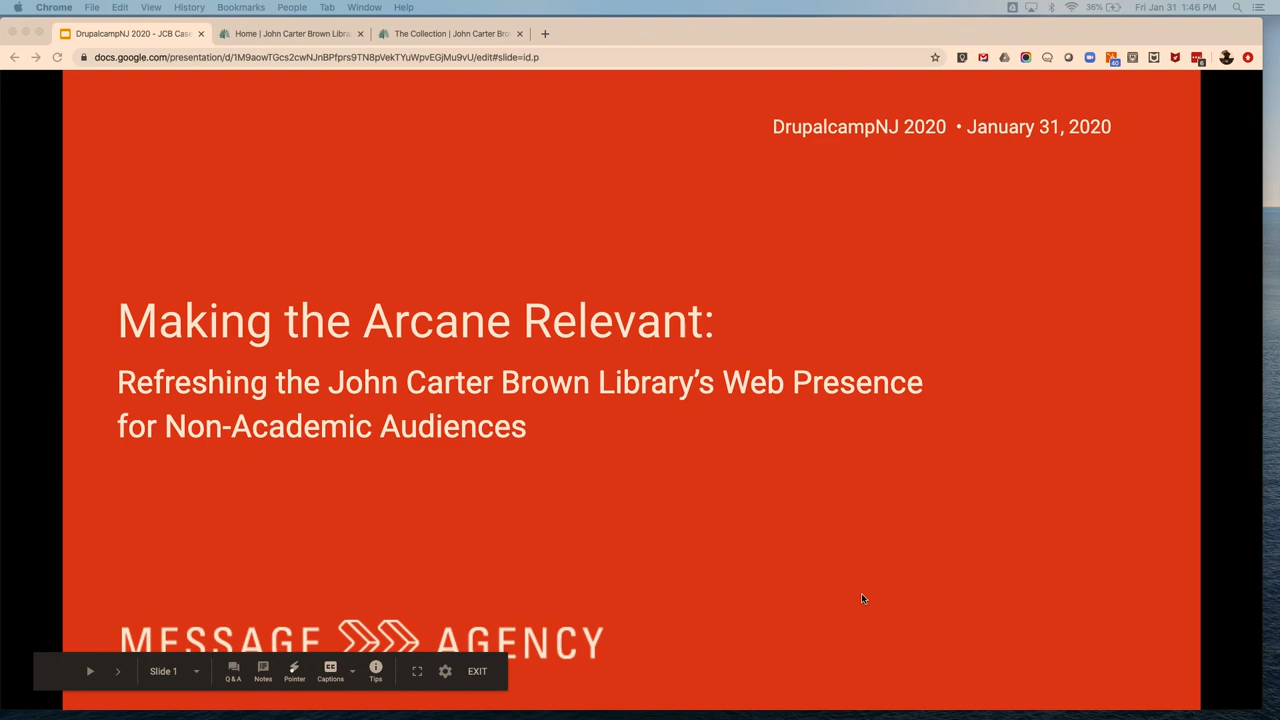 Chrome File Edit View History Bookmarks People Tab Window Help 36% Fri Jan 31 1:46 PM
DrupalcampNJ 2020 - JCB Case Home | John Carter Brown Libra The Collection | John Carter Bro
docs.google.com/presentation/d/1M9aowTGcs2cwNJnBPfprs9TN8pVekTYuWpvEGjMu9vU/edit#slide=id.p
DrupalcampNJ 2020 • January 31, 2020
Making the Arcane Relevant:
Refreshing the John Carter Brown Library's Web Presence
for Non-Academic Audiences
MESSAGE AGENCY
Slide 1 Q & A Notes Pointer Captions Tips EXIT